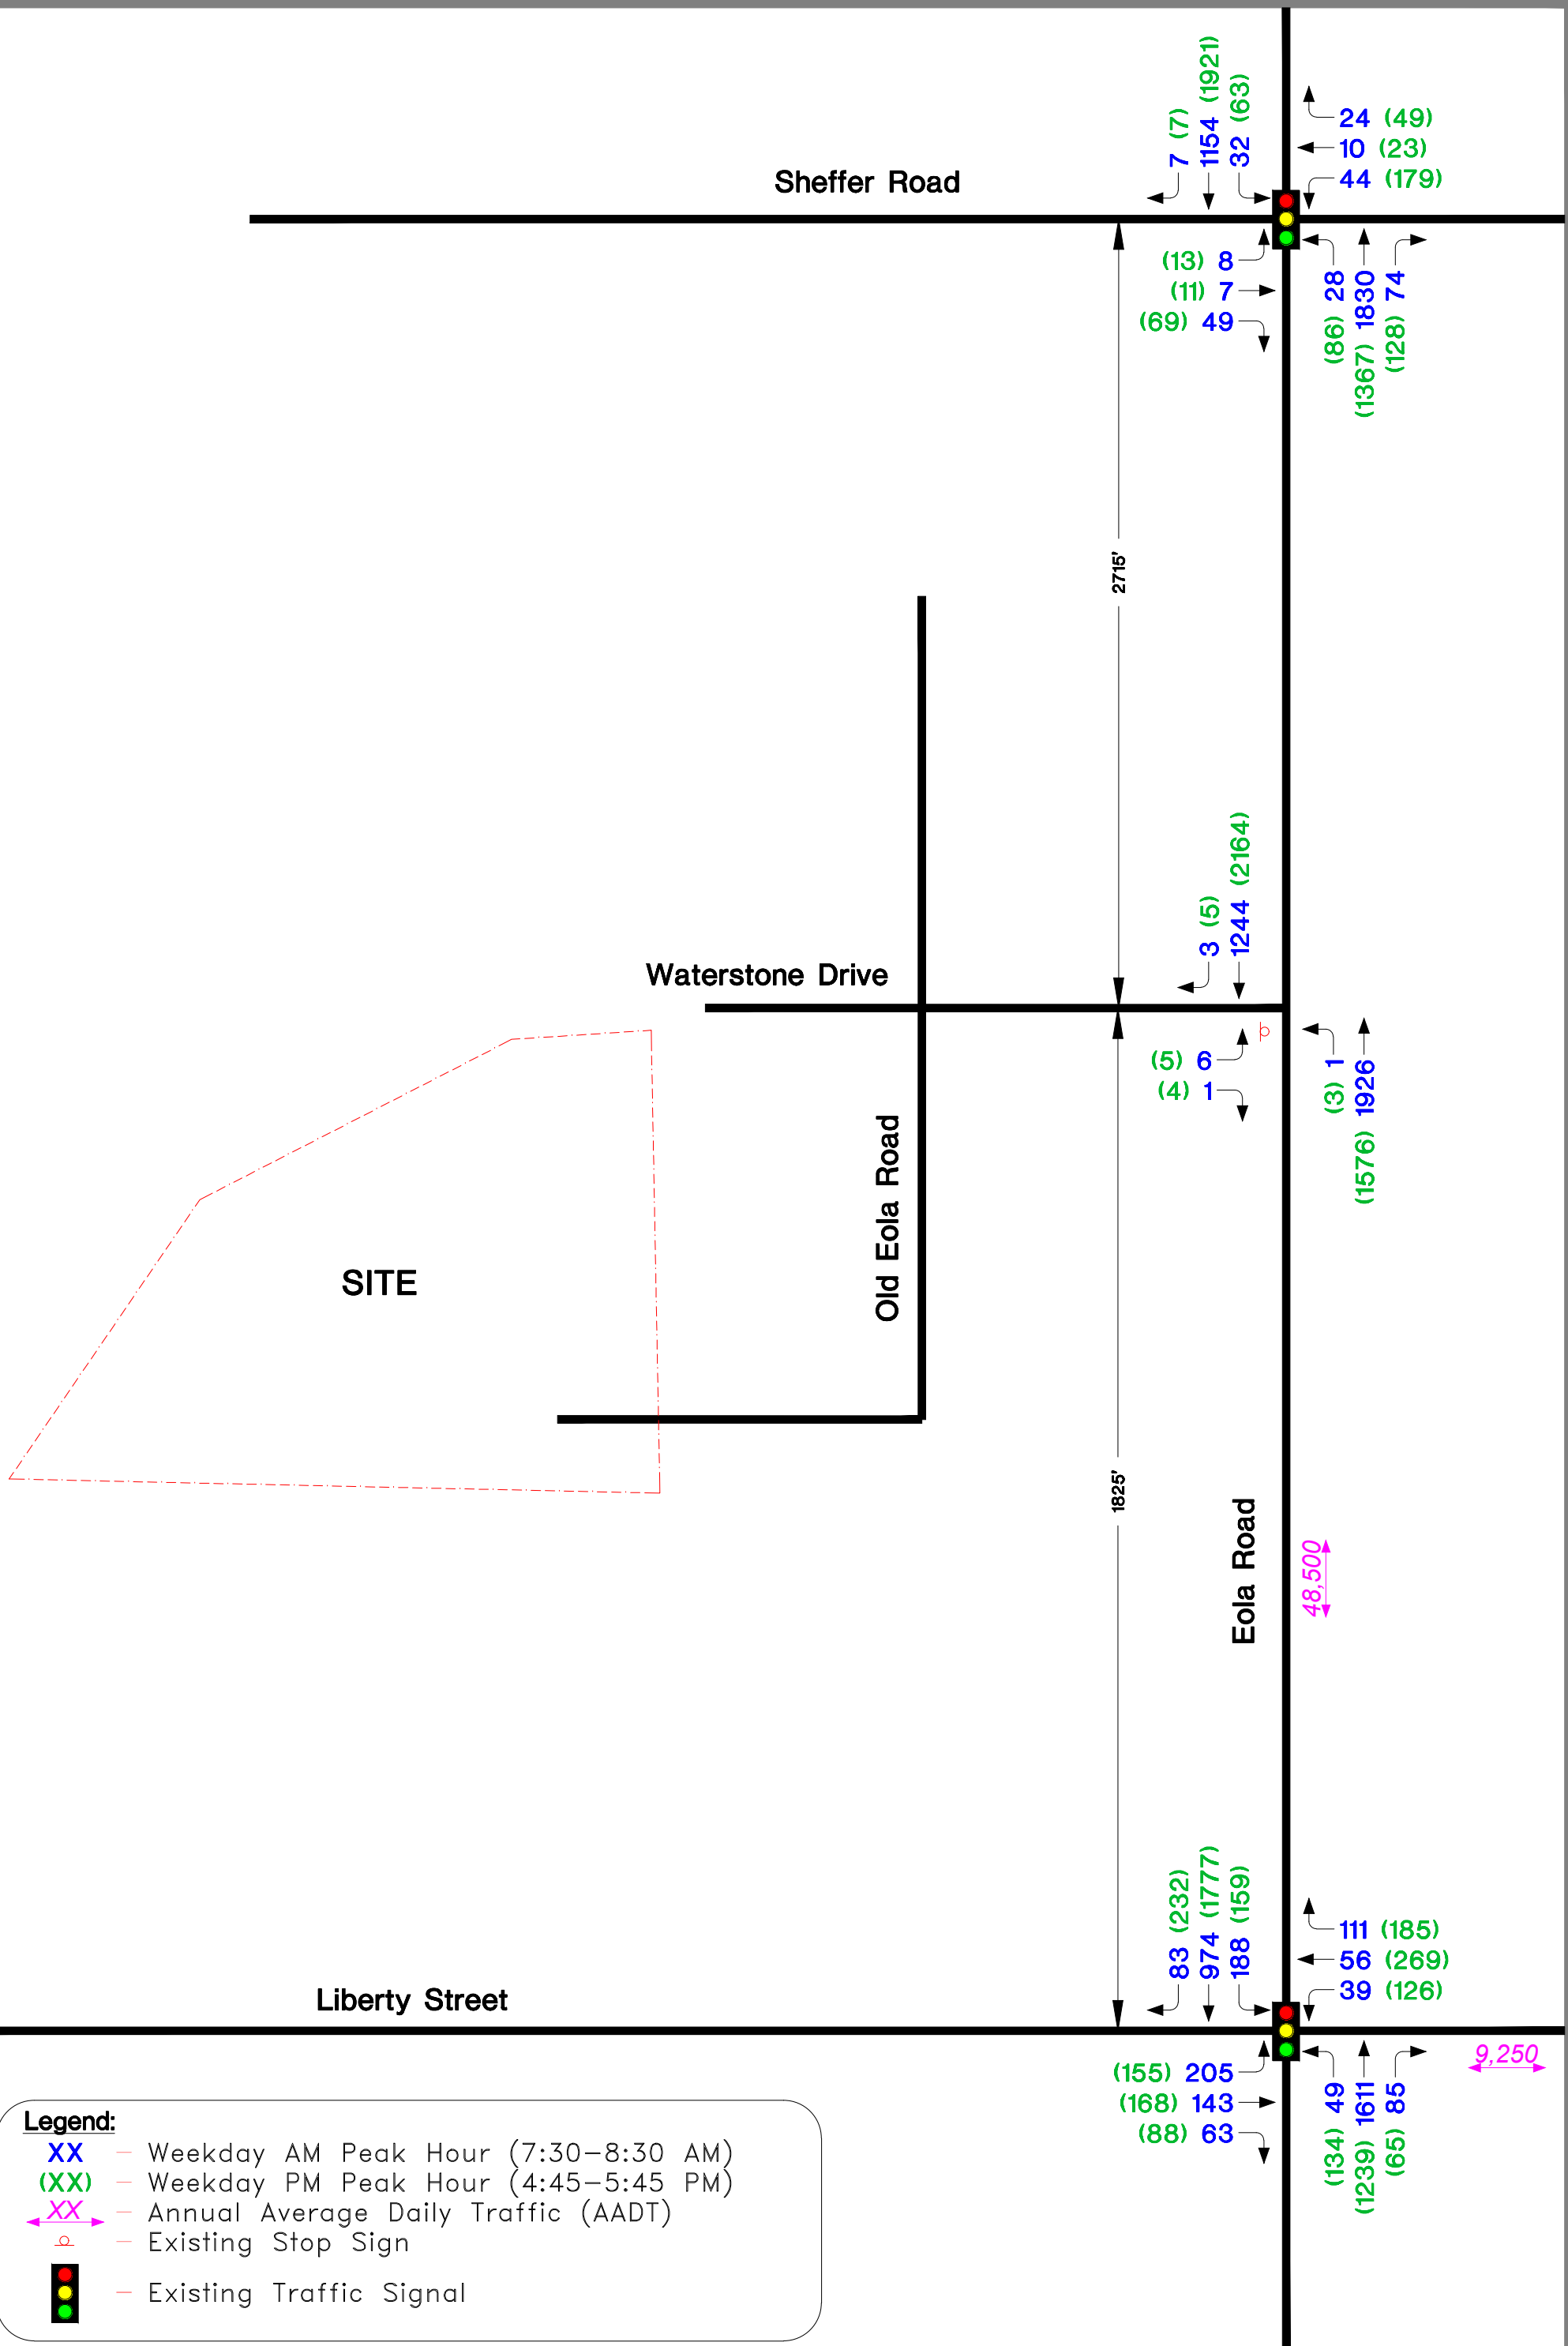 7 (7)
1154 (1921)
32 (63)
24 (49)
10 (23)
44 (179)
Sheffer Road
(13) 8
(11) 7
(69) 49
(86) 28
(1367) 1830
(128) 74
2715'
3 (5)
1244 (2164)
Waterstone Drive
(5) 6
(4) 1
(3) 1
(1576) 1926
Old Eola Road
SITE
1825'
Eola Road
48,500
83 (232)
974 (1777)
188 (159)
111 (185)
56 (269)
39 (126)
Liberty Street
9,250
(155) 205
(168) 143
(88) 63
(134) 49
(1239) 1611
(65) 85
Legend:
XX – Weekday AM Peak Hour (7:30-8:30 AM)
(XX) – Weekday PM Peak Hour (4:45-5:45 PM)
XX – Annual Average Daily Traffic (AADT)
– Existing Stop Sign
– Existing Traffic Signal